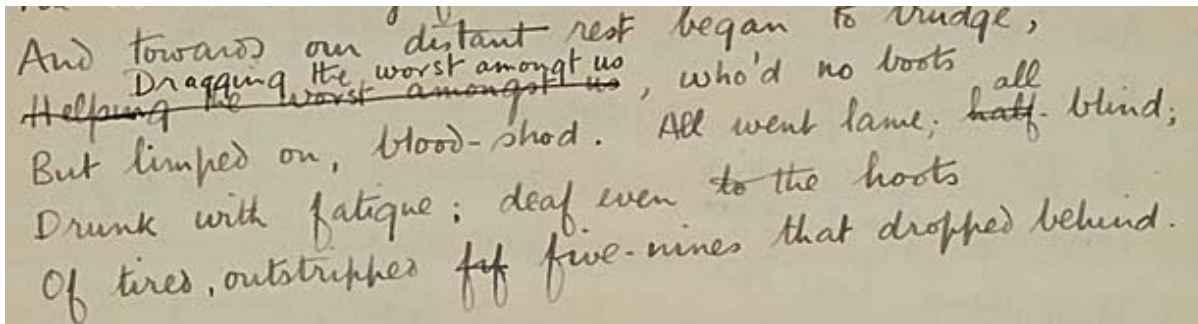 And towards our distant rest began to trudge,
Dragging the worst amongt us
Helping the worst amongst us, who'd no boots
all
But limped on, blood-shod. All went lame; half-blind;
Drunk with fatigue; deaf even to the hoots
Of tired, outstripped fif five-nines that dropped behind.